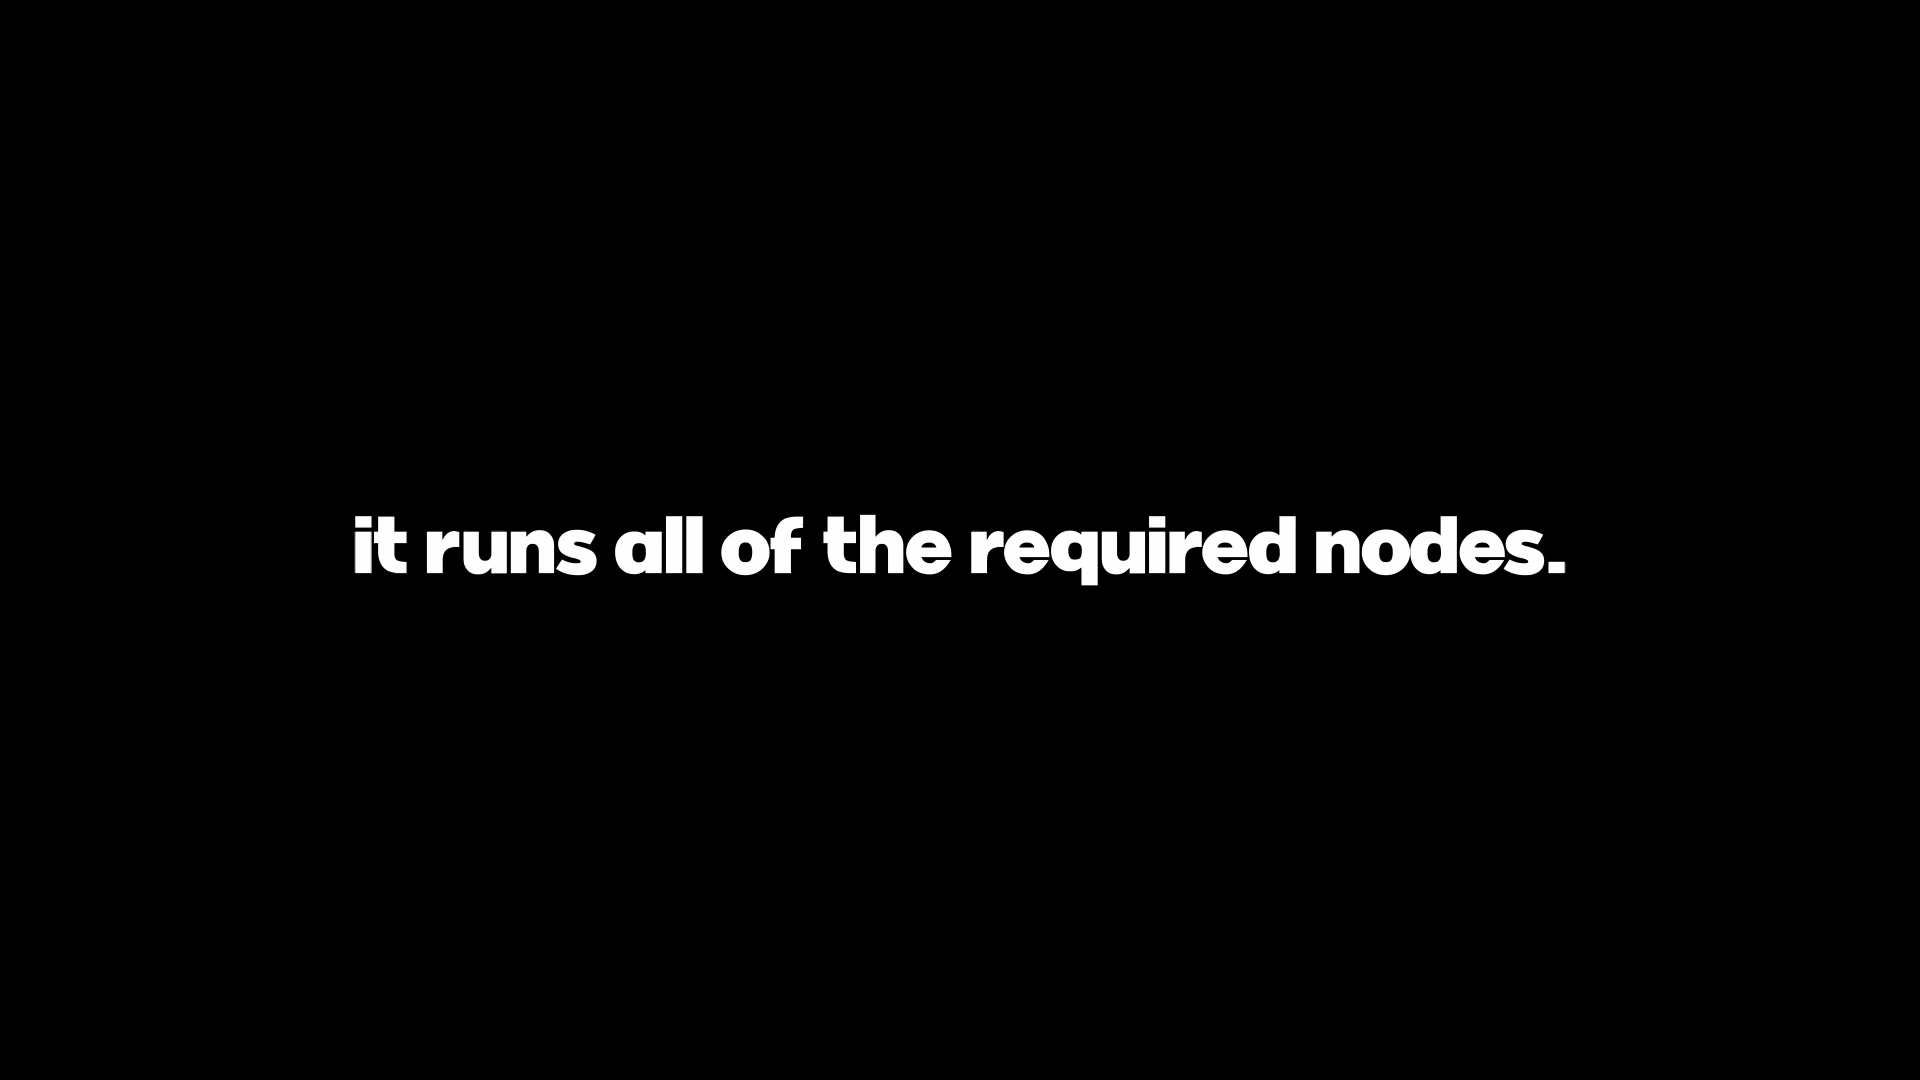 it runs all of the required nodes.